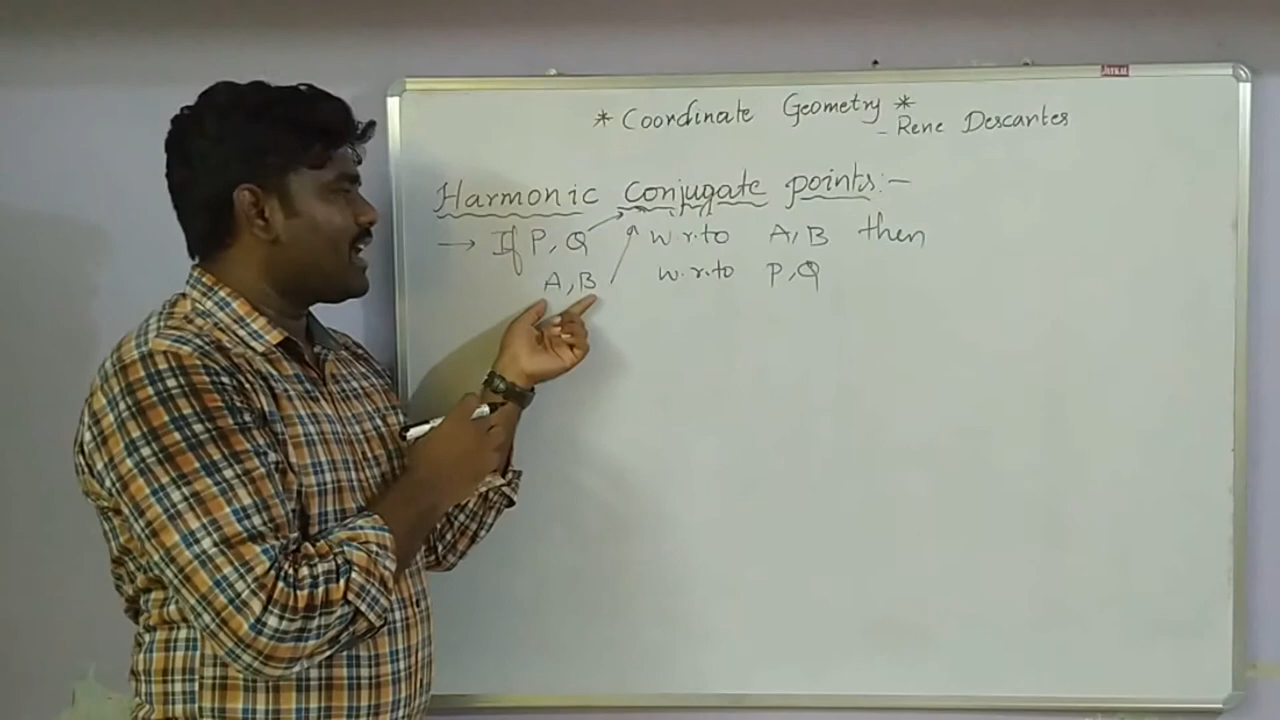 * Coordinate Geometry *
- Rene Descartes
Harmonic Conjugate points:-
→ If P, Q w.r.to A, B then
A, B w.r.to P, Q